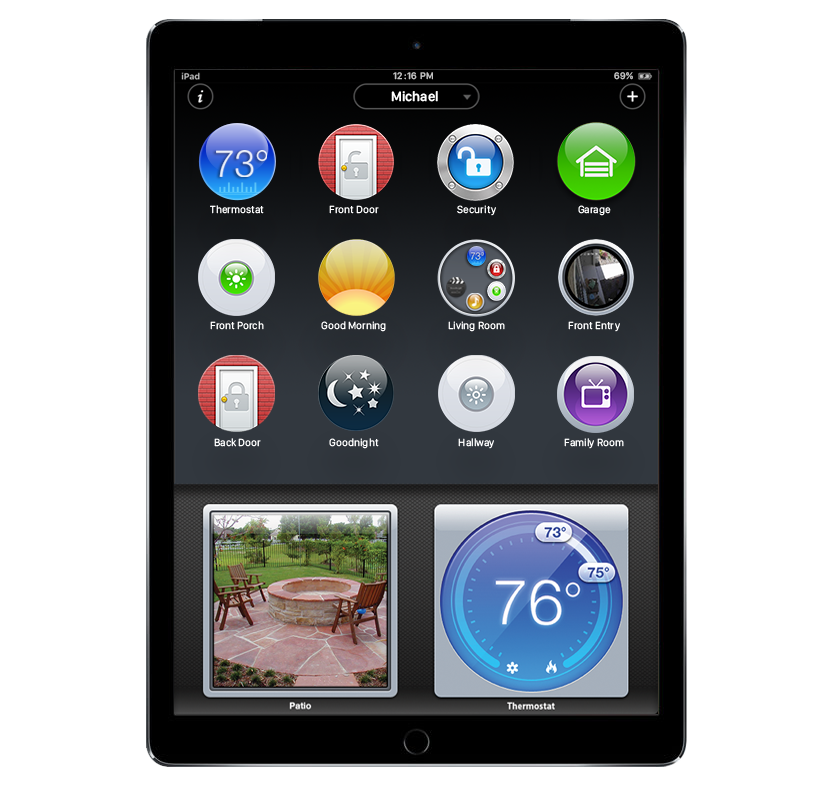 iPad 12:16 PM 69%
i Michael +
73°
Thermostat Front Door Security Garage
73°
Front Porch Good Morning Living Room Front Entry
Back Door Goodnight Hallway Family Room
73°
75°
76°
Patio Thermostat